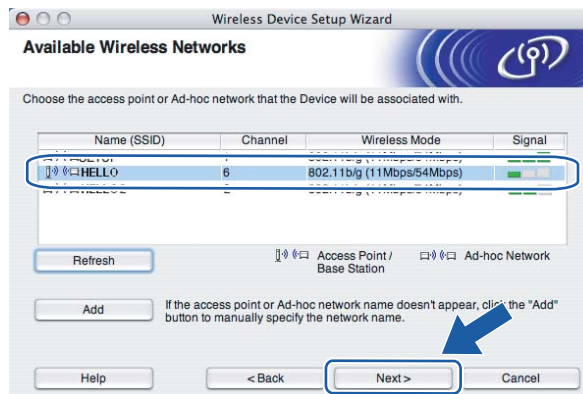 Wireless Device Setup Wizard
Available Wireless Networks
Choose the access point or Ad-hoc network that the Device will be associated with.
Name (SSID) Channel Wireless Mode Signal
HELLO 6 802.11b/g (11Mbps/54Mbps)
Refresh
Access Point / Base Station
Ad-hoc Network
Add
If the access point or Ad-hoc network name doesn't appear, click the "Add"
button to manually specify the network name.
Help < Back Next > Cancel